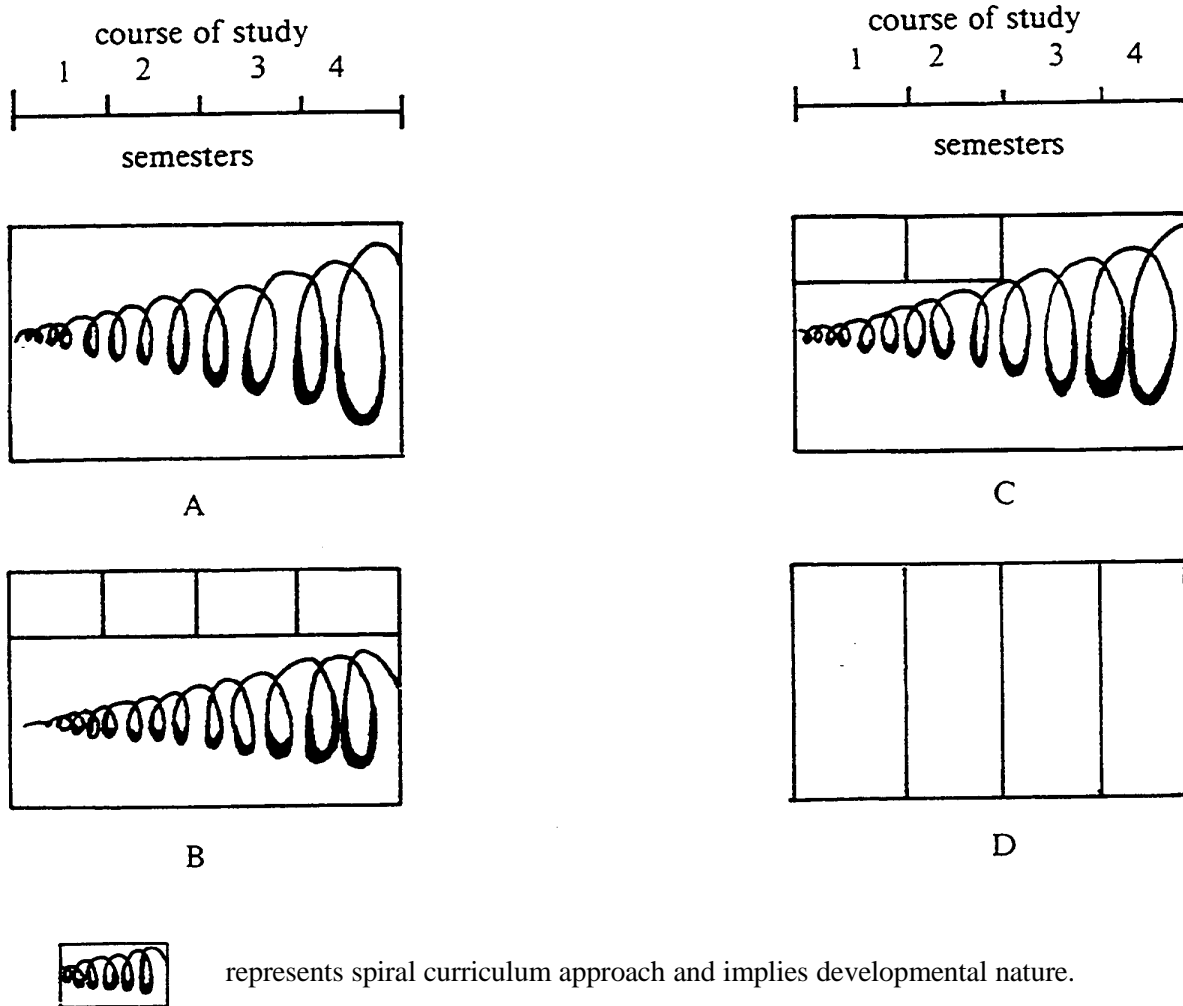 course of study
1 2 3 4
semesters
A
B
course of study
1 2 3 4
semesters
C
D
represents spiral curriculum approach and implies developmental nature.